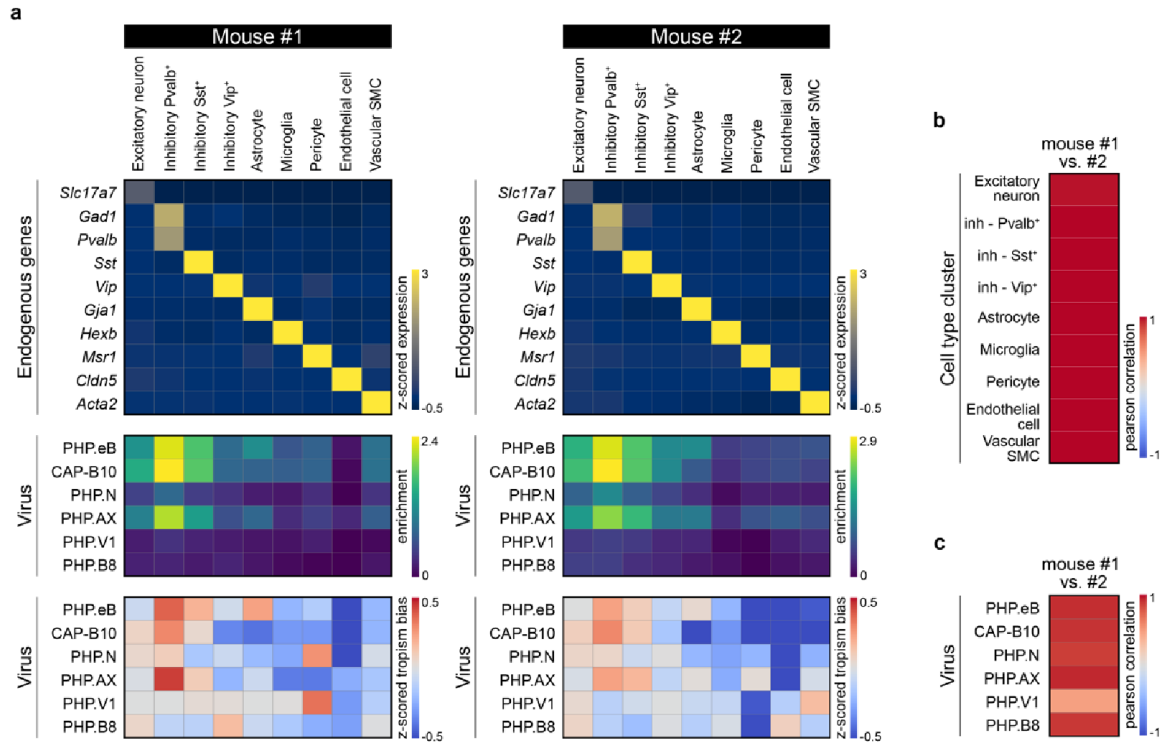 a
Mouse #1
Excitatory neuron
Inhibitory Pvalb⁺
Inhibitory Sst⁺
Inhibitory Vip⁺
Astrocyte
Microglia
Pericyte
Endothelial cell
Vascular SMC
Endogenous genes
Slc17a7
Gad1
Pvalb
Sst
Vip
Gja1
Hexb
Msr1
Cldn5
Acta2
3
z-scored expression
-0.5
Virus
PHP.eB
CAP-B10
PHP.N
PHP.AX
PHP.V1
PHP.B8
2.4
enrichment
0
PHP.eB
CAP-B10
PHP.N
PHP.AX
PHP.V1
PHP.B8
Virus
0.5
z-scored tropism bias
-0.5
Mouse #2
Excitatory neuron
Inhibitory Pvalb⁺
Inhibitory Sst⁺
Inhibitory Vip⁺
Astrocyte
Microglia
Pericyte
Endothelial cell
Vascular SMC
Endogenous genes
Slc17a7
Gad1
Pvalb
Sst
Vip
Gja1
Hexb
Msr1
Cldn5
Acta2
3
z-scored expression
-0.5
Virus
PHP.eB
CAP-B10
PHP.N
PHP.AX
PHP.V1
PHP.B8
2.9
enrichment
0
Virus
PHP.eB
CAP-B10
PHP.N
PHP.AX
PHP.V1
PHP.B8
0.5
z-scored tropism bias
-0.5
b
mouse #1
vs. #2
Cell type cluster
Excitatory
neuron
inh - Pvalb⁺
inh - Sst⁺
inh - Vip⁺
Astrocyte
Microglia
Pericyte
Endothelial
cell
Vascular
SMC
1
pearson correlation
-1
c
mouse #1
vs. #2
Virus
PHP.eB
CAP-B10
PHP.N
PHP.AX
PHP.V1
PHP.B8
1
pearson correlation
-1